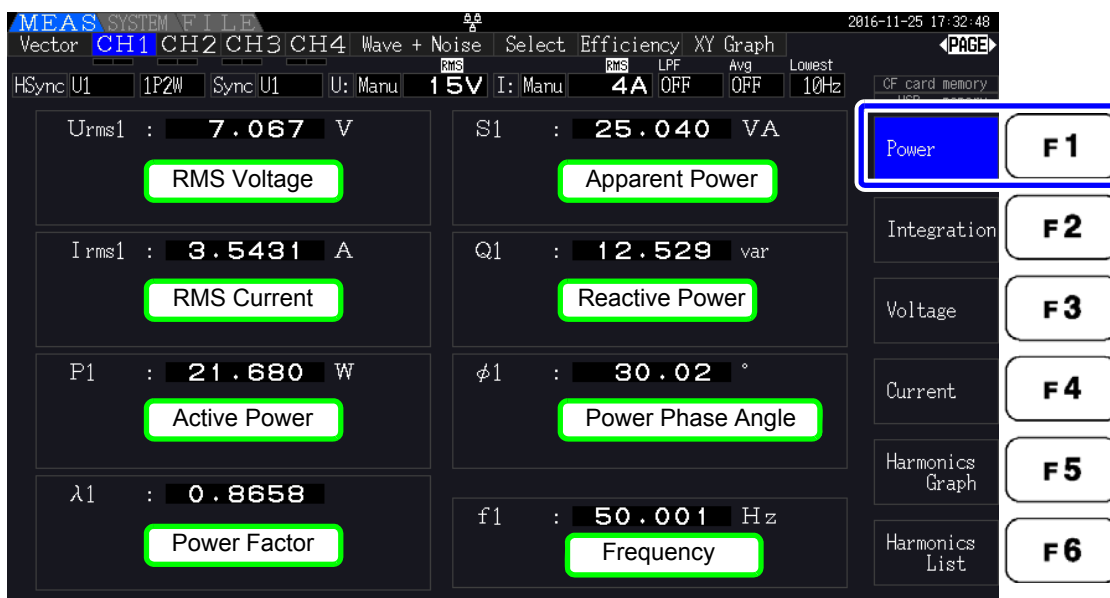 MEAS SYSTEM FILE 2016-11-25 17:32:48
Vector CH1 CH2 CH3 CH4 Wave + Noise Select Efficiency XY Graph PAGE
RMS RMS LPF Avg Lowest
HSync U1 1P2W Sync U1 U: Manu 15V I: Manu 4A OFF OFF 10Hz
CF card memory
Urms1 : 7.067 V S1 : 25.040 VA
Power F1
RMS Voltage Apparent Power
Integration F2
Irms1 : 3.5431 A Q1 : 12.529 var
RMS Current Reactive Power
Voltage F3
P1 : 21.680 W φ1 : 30.02 °
Current F4
Active Power Power Phase Angle
Harmonics
Graph F5
λ1 : 0.8658
f1 : 50.001 Hz
Power Factor Frequency
Harmonics
List F6